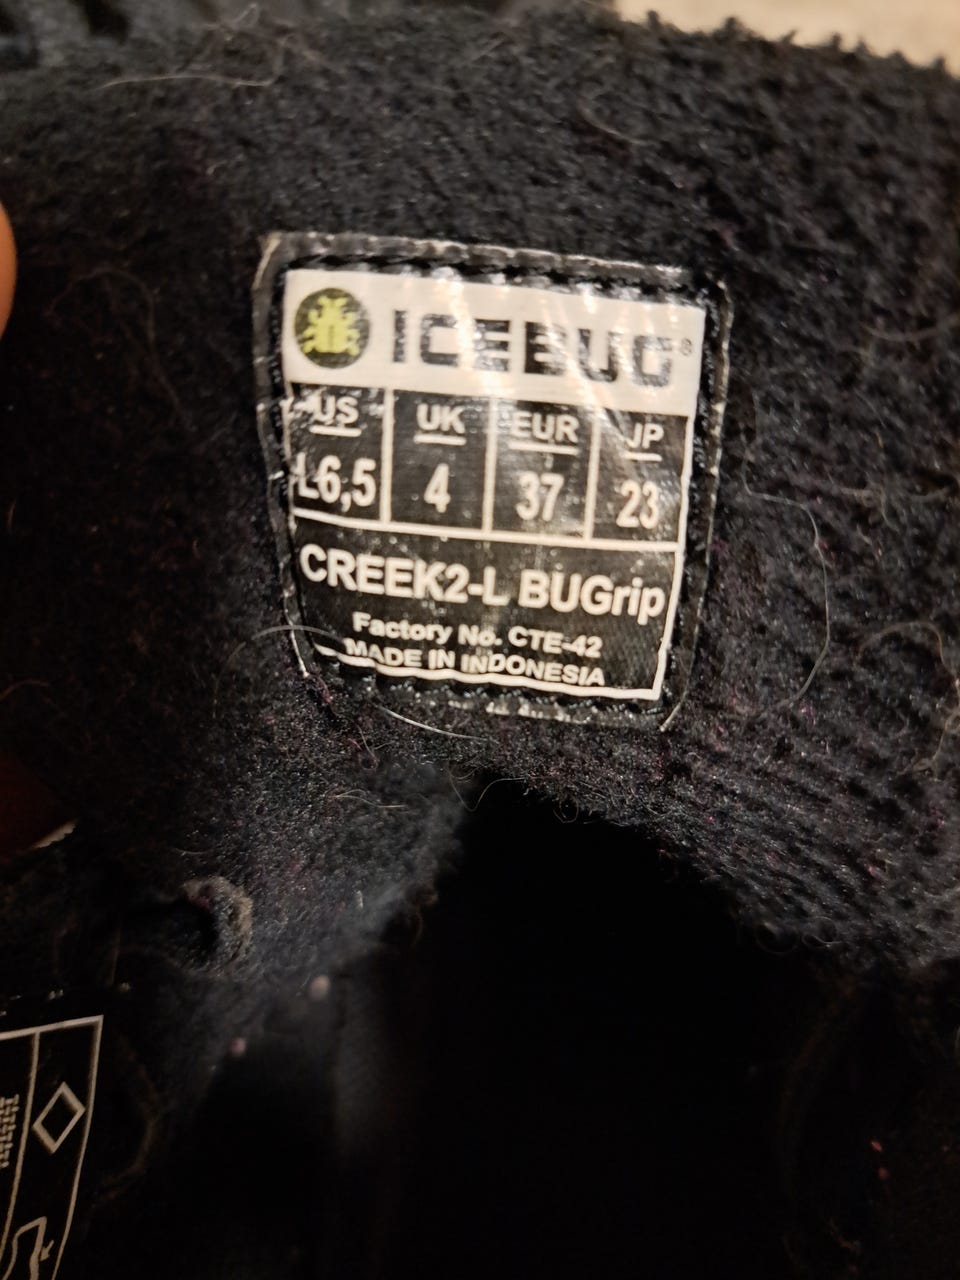 ICEBUG®
US UK EUR JP
L6,5 4 37 23
CREEK2-L BUGrip
Factory No. CTE-42
MADE IN INDONESIA